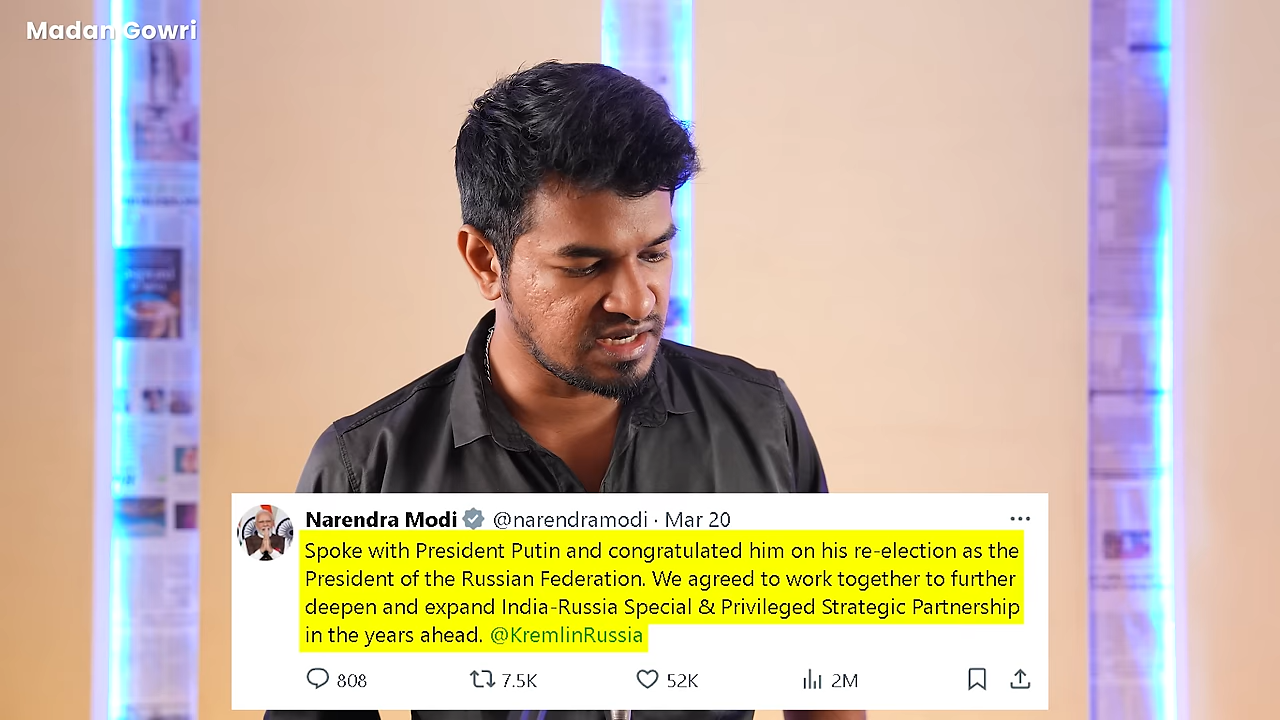 Madan Gowri
Narendra Modi @narendramodi · Mar 20
Spoke with President Putin and congratulated him on his re-election as the
President of the Russian Federation. We agreed to work together to further
deepen and expand India-Russia Special & Privileged Strategic Partnership
in the years ahead. @KremlinRussia
808 7.5K 52K 2M